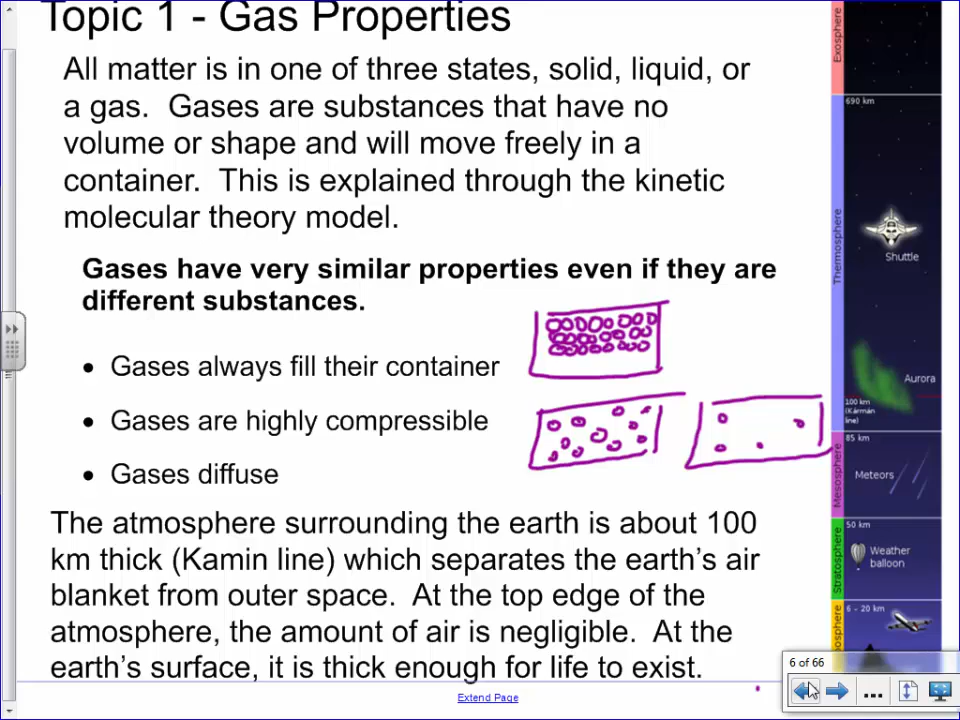 Topic 1 - Gas Properties
All matter is in one of three states, solid, liquid, or
a gas.  Gases are substances that have no
volume or shape and will move freely in a
container.  This is explained through the kinetic
molecular theory model.
Gases have very similar properties even if they are
different substances.
• Gases always fill their container
• Gases are highly compressible
• Gases diffuse
The atmosphere surrounding the earth is about 100
km thick (Kamin line) which separates the earth's air
blanket from outer space.  At the top edge of the
atmosphere, the amount of air is negligible.  At the
earth's surface, it is thick enough for life to exist.
Extend Page
Exosphere
690 km
Thermosphere
Shuttle
Aurora
100 km
(Kármán
line)
85 km
Mesosphere
Meteors
50 km
Stratosphere
Weather
balloon
6 - 20 km
6 of 66
...